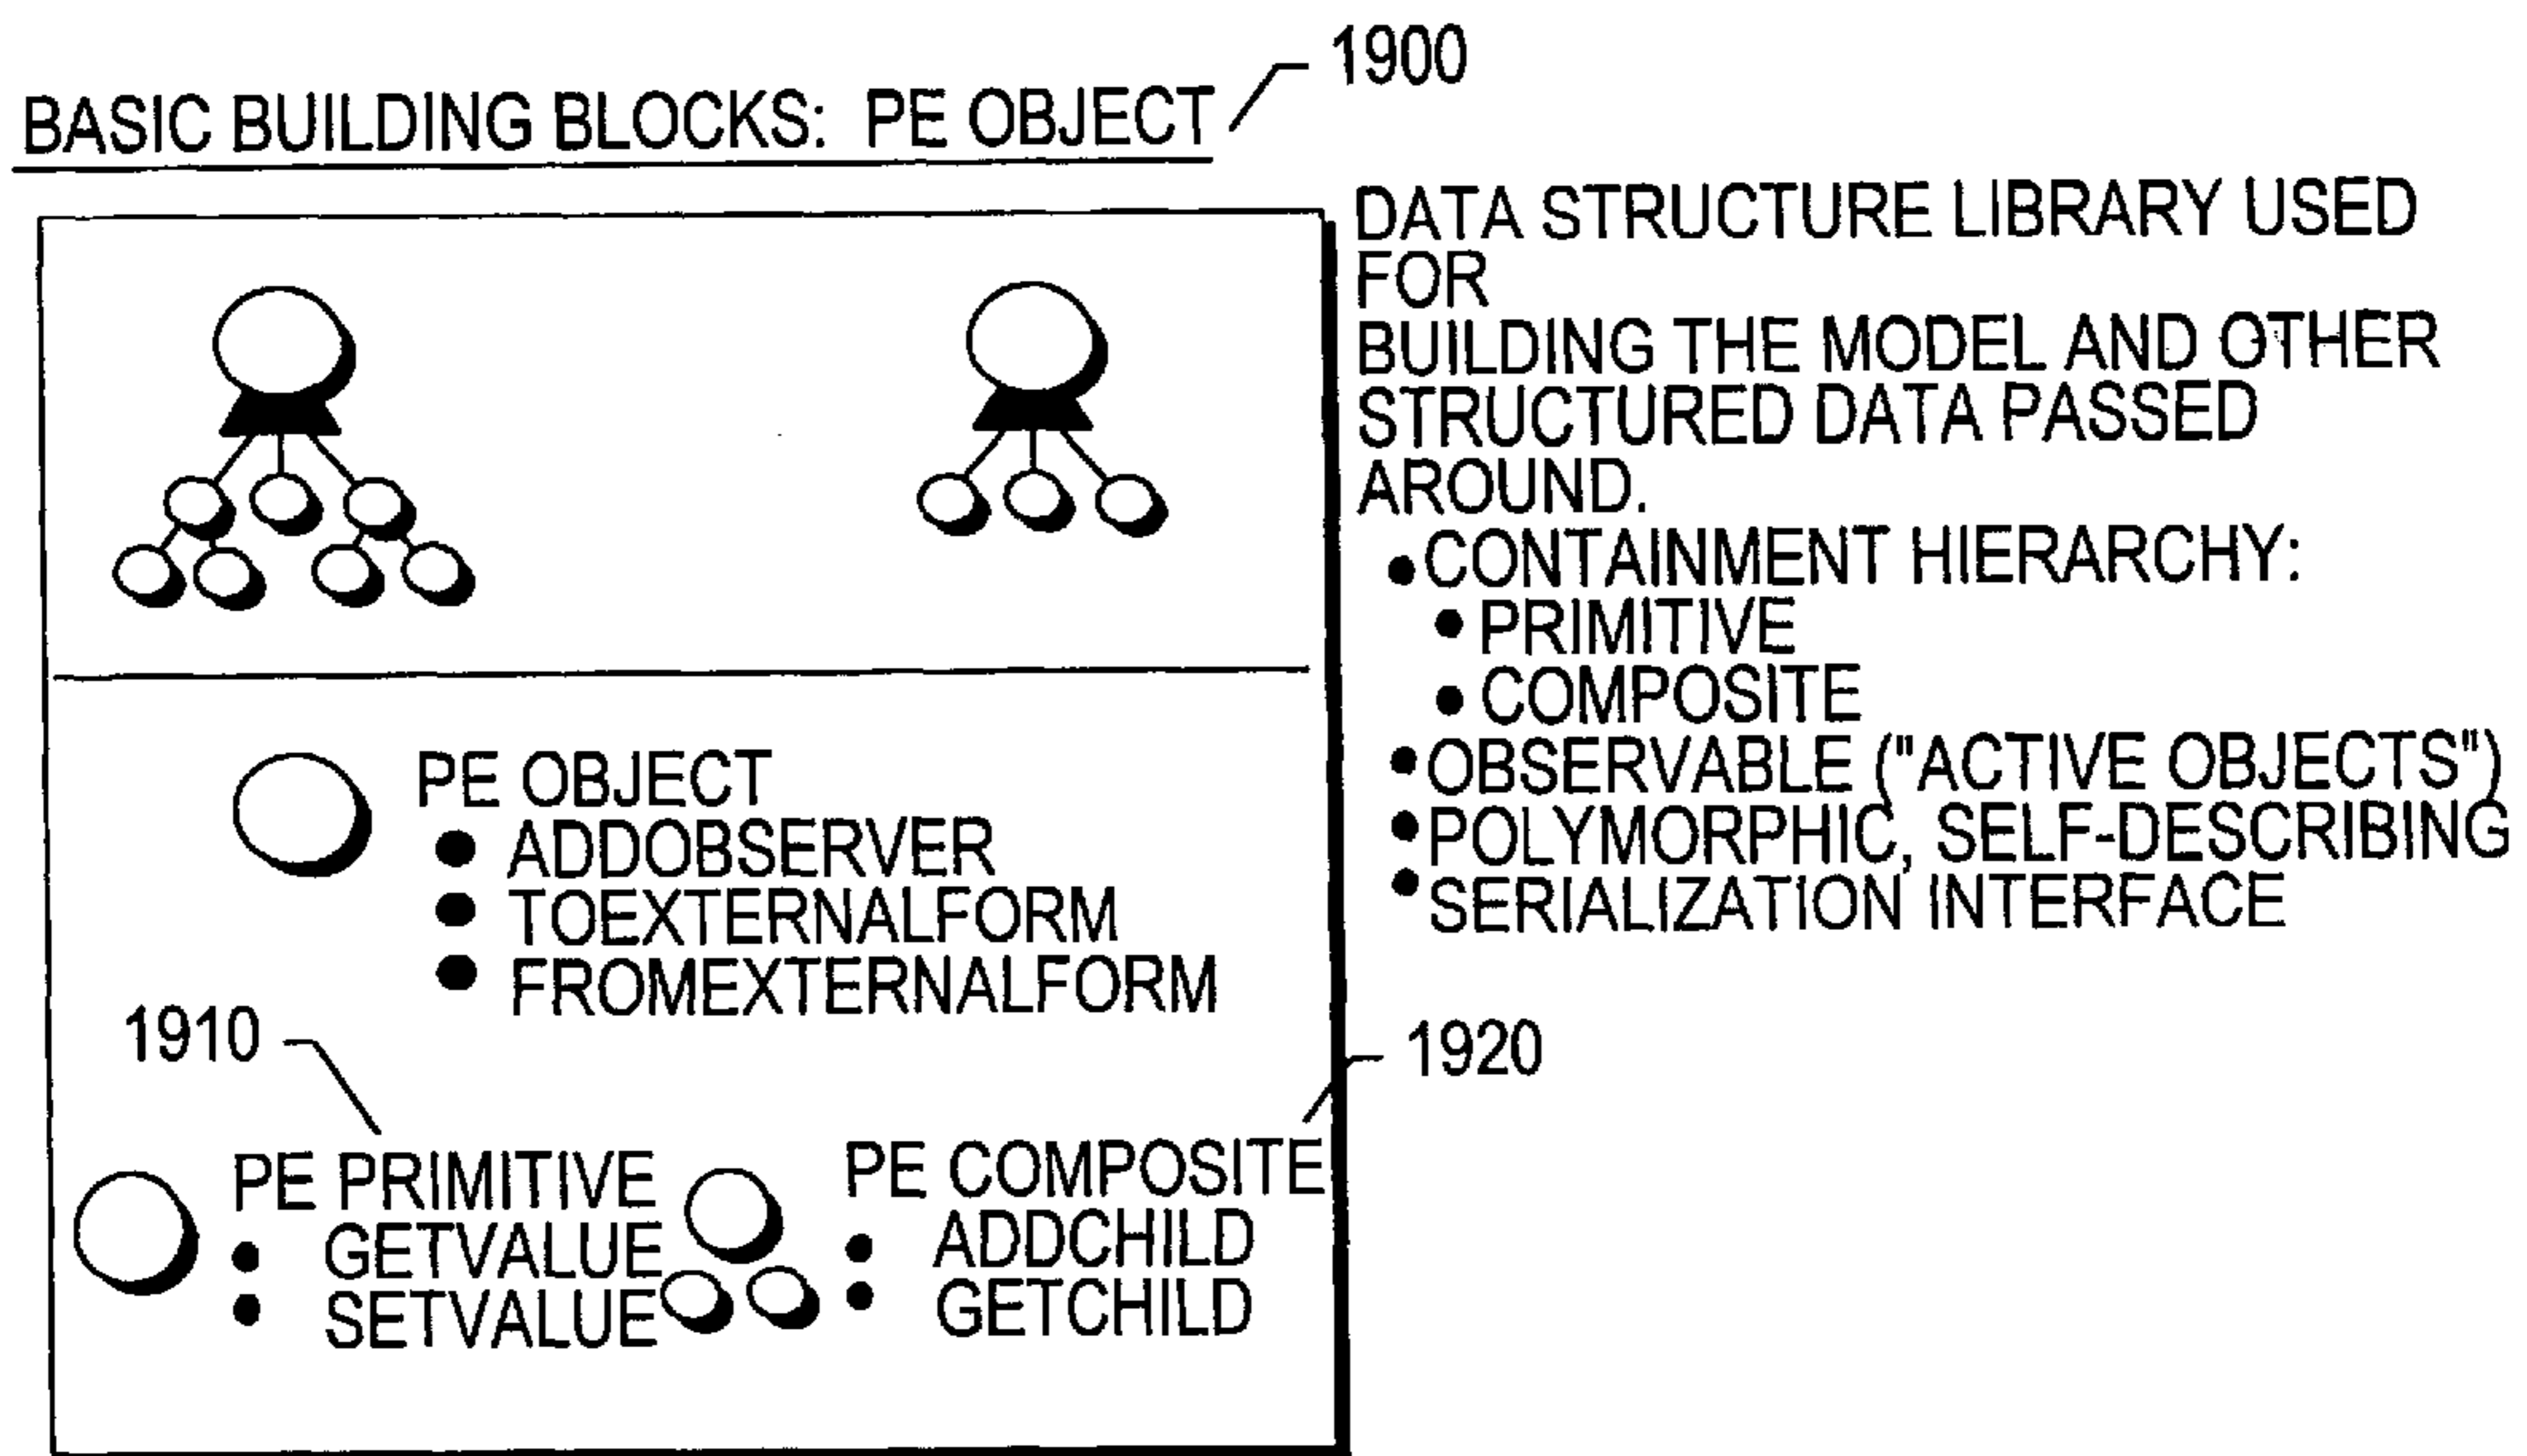 1900
BASIC BUILDING BLOCKS: PE OBJECT
DATA STRUCTURE LIBRARY USED
FOR
BUILDING THE MODEL AND OTHER
STRUCTURED DATA PASSED
AROUND.
• CONTAINMENT HIERARCHY:
• PRIMITIVE
• COMPOSITE
• OBSERVABLE ("ACTIVE OBJECTS")
• POLYMORPHIC, SELF-DESCRIBING
• SERIALIZATION INTERFACE
PE OBJECT
• ADDOBSERVER
• TOEXTERNALFORM
• FROMEXTERNALFORM
1910
1920
PE PRIMITIVE
• GETVALUE
• SETVALUE
PE COMPOSITE
• ADDCHILD
• GETCHILD